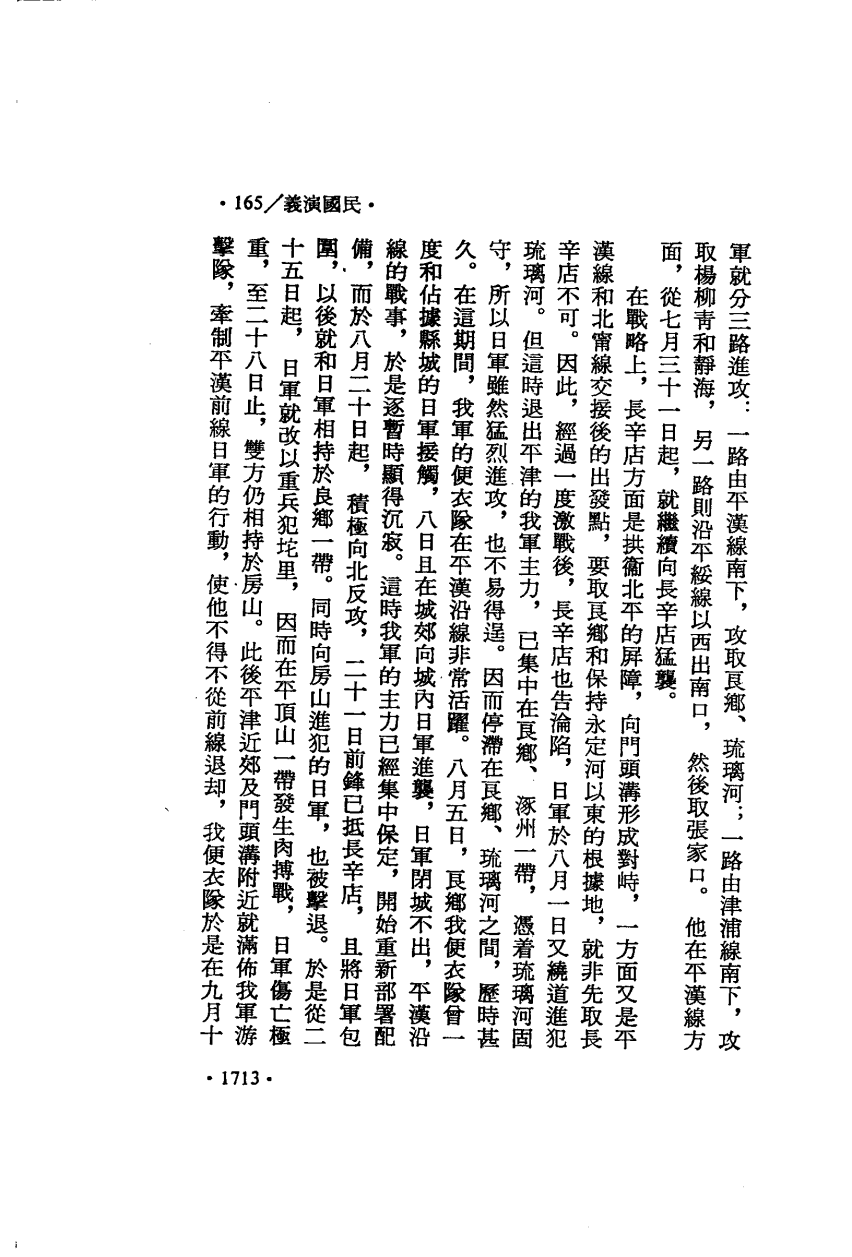 •165／義演國民•
軍就分三路進攻：一路由平漢線南下，攻取良鄉、琉璃河；一路由津浦線南下，攻
取楊柳青和靜海，另一路則沿平綏線以西出南口，然後取張家口。他在平漢線方
面，從七月三十一日起，就繼續向長辛店猛襲。
在戰略上，長辛店方面是拱衞北平的屏障，向門頭溝形成對峙，一方面又是平
漢線和北甯線交接後的出發點，要取良鄉和保持永定河以東的根據地，就非先取長
辛店不可。因此，經過一度激戰後，長辛店也告淪陷，日軍於八月一日又繞道進犯
琉璃河。但這時退出平津的我軍主力，已集中在良鄉、涿州一帶，憑着琉璃河固
守，所以日軍雖然猛烈進攻，也不易得逞。因而停滯在良鄉、琉璃河之間，歷時甚
久。在這期間，我軍的便衣隊在平漢沿線非常活躍。八月五日，良鄉我便衣隊曾一
度和佔據縣城的日軍接觸，八日且在城郊向城內日軍進襲，日軍閉城不出，平漢沿
線的戰事，於是逐暫時顯得沉寂。這時我軍的主力已經集中保定，開始重新部署配
備，而於八月二十日起，積極向北反攻，二十一日前鋒已抵長辛店，且將日軍包
圍，以後就和日軍相持於良鄉一帶。同時向房山進犯的日軍，也被擊退。於是從二
十五日起，日軍就改以重兵犯坨里，因而在平頂山一帶發生肉搏戰，日軍傷亡極
重，至二十八日止，雙方仍相持於房山。此後平津近郊及門頭溝附近就滿佈我軍游
擊隊，牽制平漢前線日軍的行動，使他不得不從前線退却，我便衣隊於是在九月十
•1713•